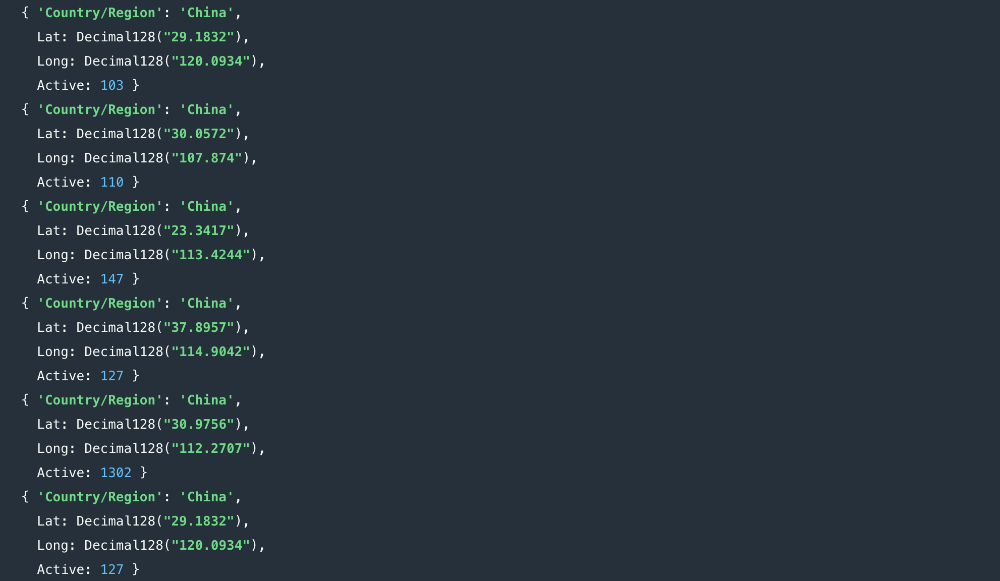 { 'Country/Region': 'China',
Lat: Decimal128("29.1832"),
Long: Decimal128("120.0934"),
Active: 103 }
{ 'Country/Region': 'China',
Lat: Decimal128("30.0572"),
Long: Decimal128("107.874"),
Active: 110 }
{ 'Country/Region': 'China',
Lat: Decimal128("23.3417"),
Long: Decimal128("113.4244"),
Active: 147 }
{ 'Country/Region': 'China',
Lat: Decimal128("37.8957"),
Long: Decimal128("114.9042"),
Active: 127 }
{ 'Country/Region': 'China',
Lat: Decimal128("30.9756"),
Long: Decimal128("112.2707"),
Active: 1302 }
{ 'Country/Region': 'China',
Lat: Decimal128("29.1832"),
Long: Decimal128("120.0934"),
Active: 127 }